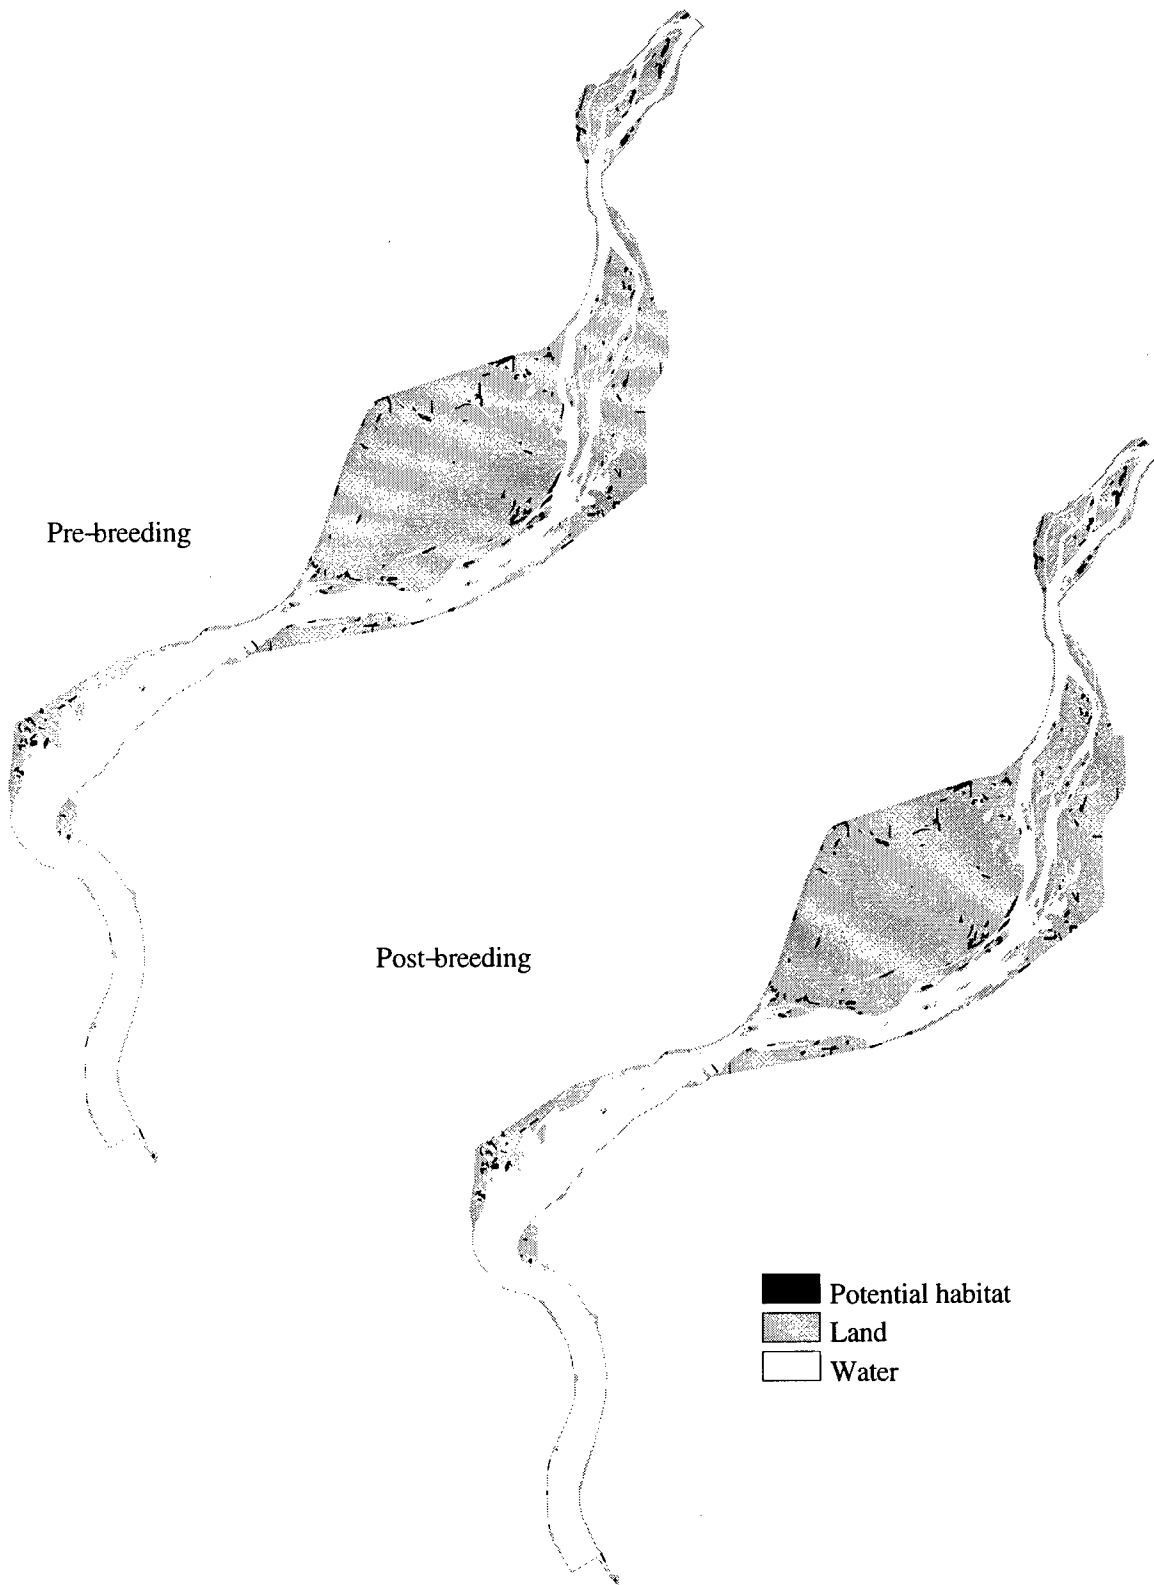 Pre-breeding
Post-breeding
Potential habitat
Land
Water